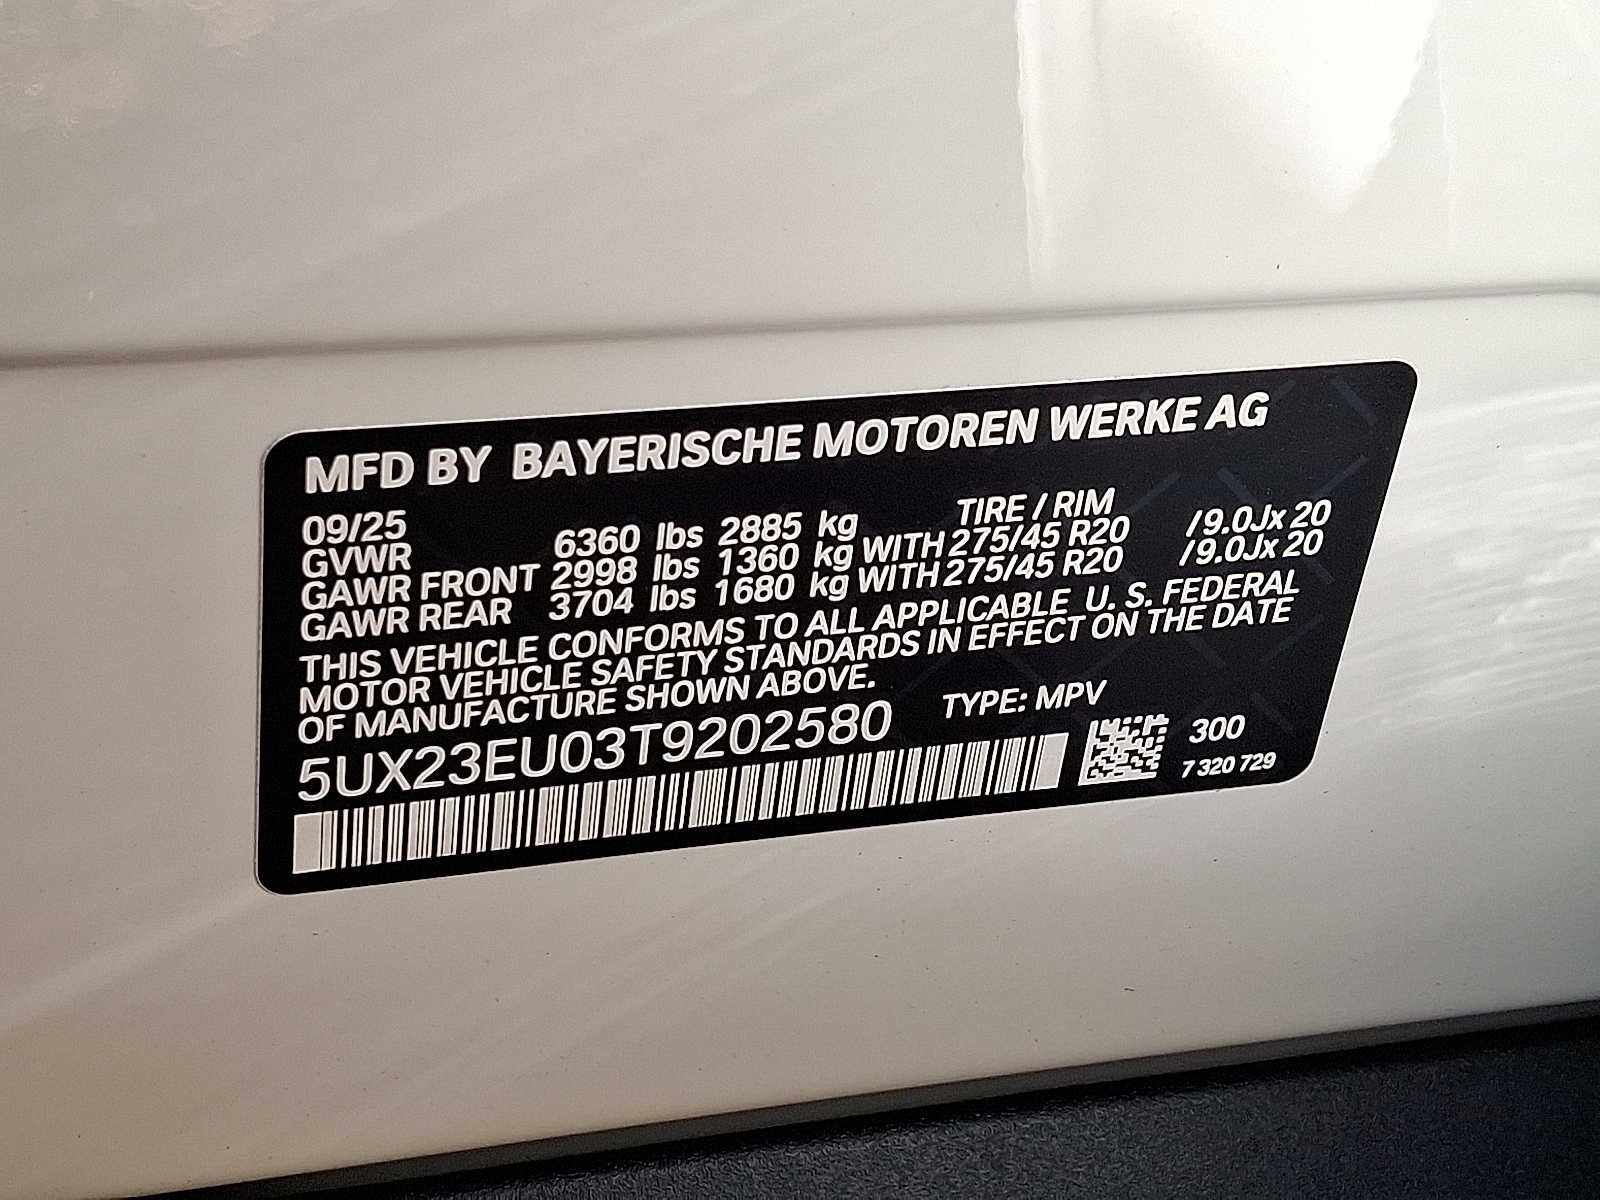 MFD BY BAYERISCHE MOTOREN WERKE AG
09/25 TIRE / RIM
GVWR 6360 lbs 2885 kg
GAWR FRONT 2998 lbs 1360 kg WITH 275/45 R20 / 9.0Jx 20
GAWR REAR 3704 lbs 1680 kg WITH 275/45 R20 / 9.0Jx 20
THIS VEHICLE CONFORMS TO ALL APPLICABLE U. S. FEDERAL
MOTOR VEHICLE SAFETY STANDARDS IN EFFECT ON THE DATE
OF MANUFACTURE SHOWN ABOVE.
5UX23EU03T9202580 TYPE: MPV
300
7 320 729